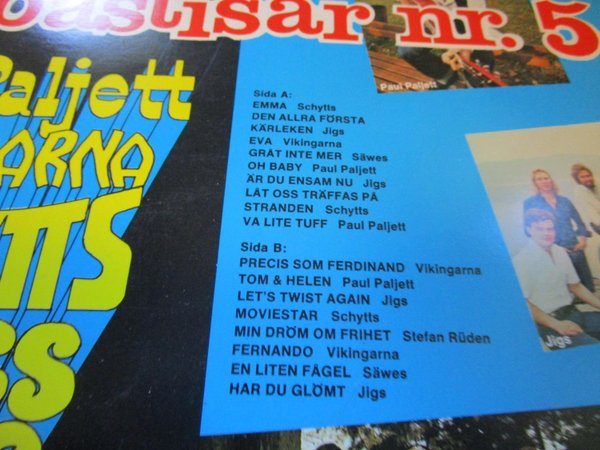 bästisar nr. 5
Paul Paljett
Paljett
ARNA
TTS
Sida A:
EMMA Schytts
DEN ALLRA FÖRSTA
KÄRLEKEN Jigs
EVA Vikingarna
GRÅT INTE MER Säwes
OH BABY Paul Paljett
ÄR DU ENSAM NU Jigs
LÅT OSS TRÄFFAS PÅ
STRANDEN Schytts
VA LITE TUFF Paul Paljett
Sida B:
PRECIS SOM FERDINAND Vikingarna
TOM & HELEN Paul Paljett
LET'S TWIST AGAIN Jigs
MOVIESTAR Schytts
MIN DRÖM OM FRIHET Stefan Rüden
FERNANDO Vikingarna
EN LITEN FÅGEL Säwes
HAR DU GLÖMT Jigs
Jigs